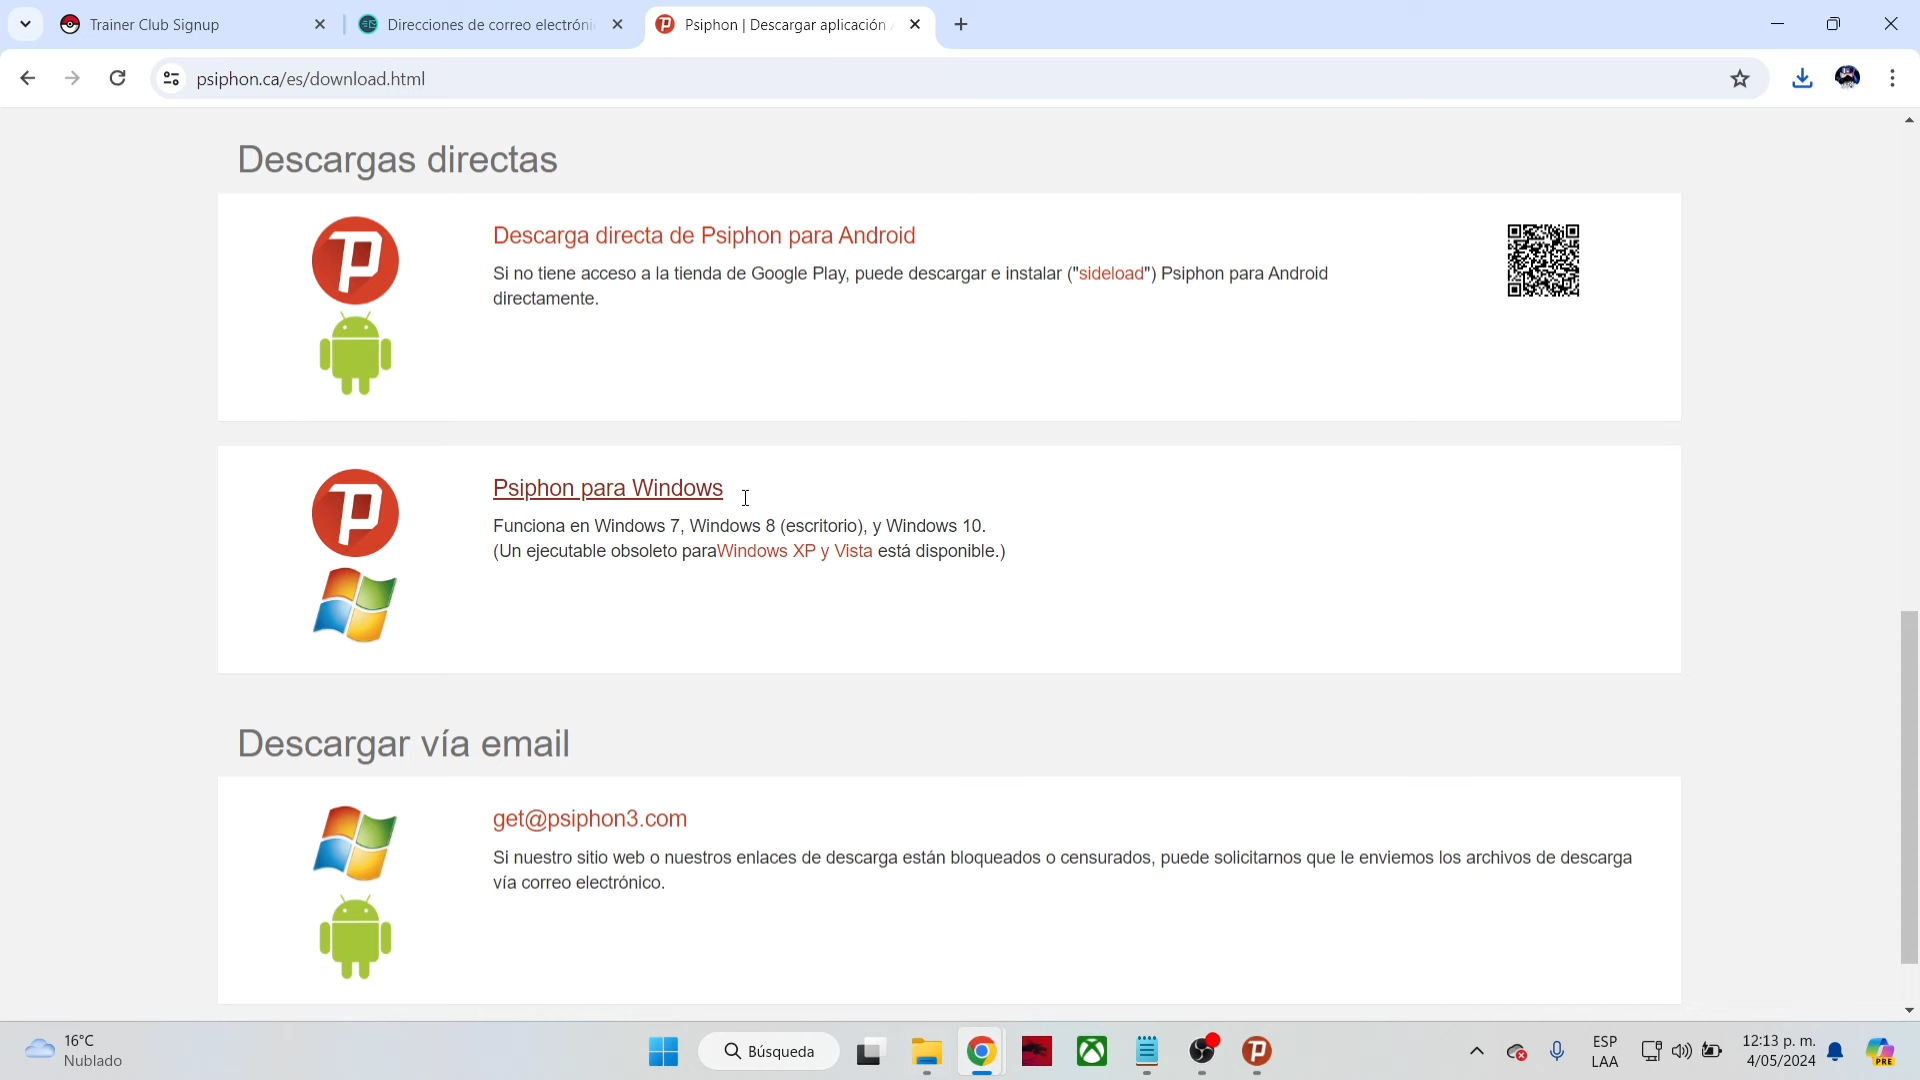 Trainer Club Signup
Direcciones de correo electróni
Psiphon | Descargar aplicación
psiphon.ca/es/download.html
Descargas directas
Descarga directa de Psiphon para Android
Si no tiene acceso a la tienda de Google Play, puede descargar e instalar ("sideload") Psiphon para Android
directamente.
Psiphon para Windows
Funciona en Windows 7, Windows 8 (escritorio), y Windows 10.
(Un ejecutable obsoleto paraWindows XP y Vista está disponible.)
Descargar vía email
get@psiphon3.com
Si nuestro sitio web o nuestros enlaces de descarga están bloqueados o censurados, puede solicitarnos que le enviemos los archivos de descarga
vía correo electrónico.
16°C
Nublado
Búsqueda
ESP
LAA
12:13 p. m.
4/05/2024
PRE